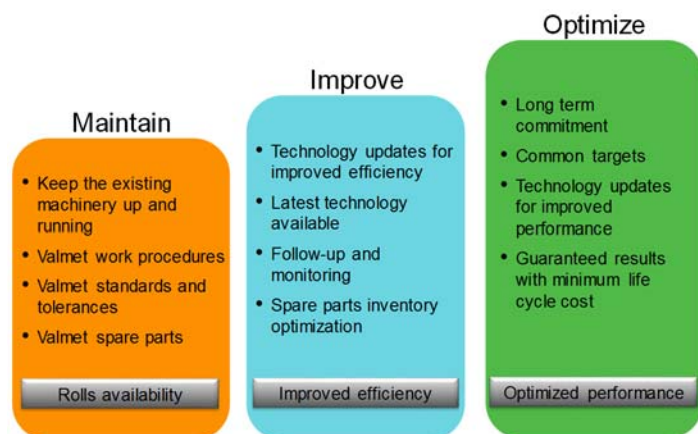 Maintain
• Keep the existing
machinery up and
running
• Valmet work procedures
• Valmet standards and
tolerances
• Valmet spare parts
Rolls availability
Improve
• Technology updates for
improved efficiency
• Latest technology
available
• Follow-up and
monitoring
• Spare parts inventory
optimization
Improved efficiency
Optimize
• Long term
commitment
• Common targets
• Technology updates
for improved
performance
• Guaranteed results
with minimum life
cycle cost
Optimized performance